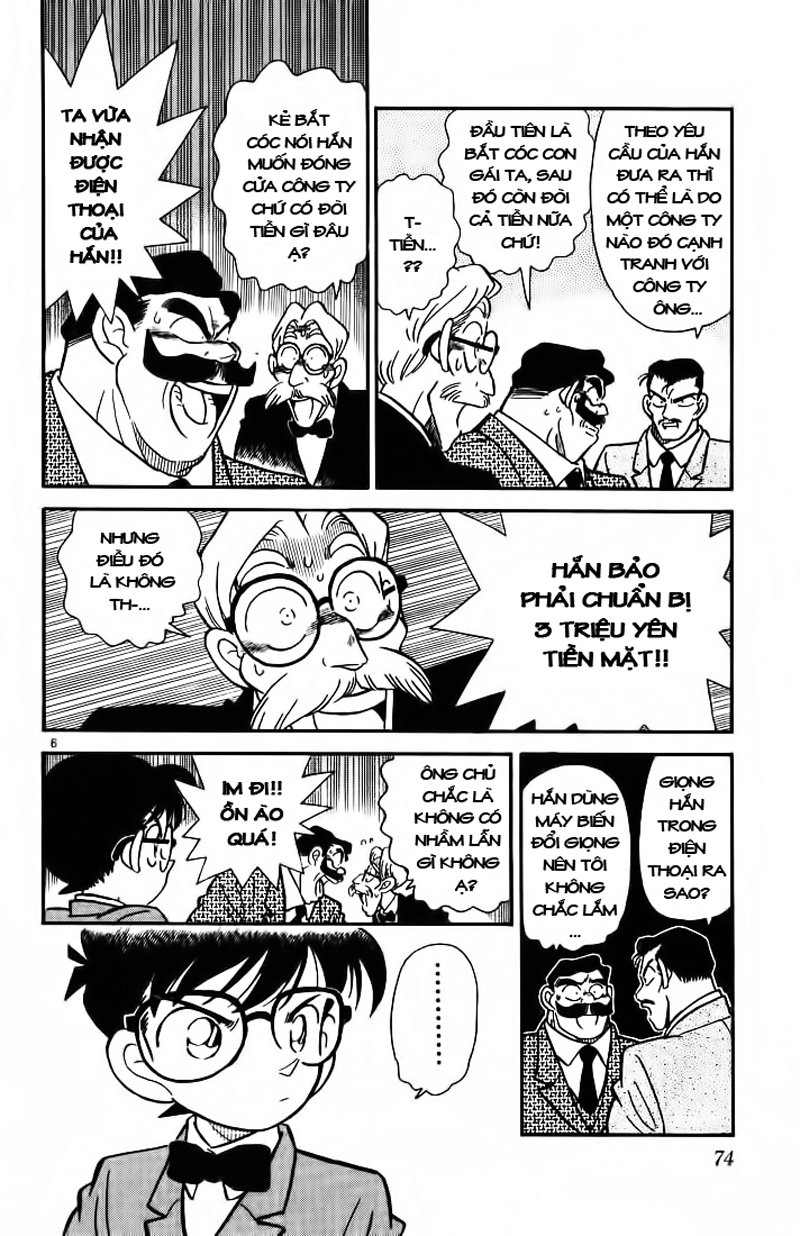 THEO YÊU
CẦU CỦA HẮN
ĐƯA RA THÌ
CÓ THỂ LÀ DO
MỘT CÔNG TY
NÀO ĐÓ CẠNH
TRANH VỚI
CÔNG TY
ÔNG...
ĐẦU TIÊN LÀ
BẮT CÓC CON
GÁI TA, SAU
ĐÓ CÒN ĐÒI
CẢ TIỀN NỮA
CHỨ!
T-
TIỀN...
??
KẺ BẮT
CÓC NÓI HẮN
MUỐN ĐÓNG
CỬA CÔNG TY
CHỨ CÓ ĐÒI
TIỀN GÌ ĐÂU
Ạ?
TA VỪA
NHẬN
ĐƯỢC
ĐIỆN
THOẠI
CỦA
HẮN!!
HẮN BẢO
PHẢI CHUẨN BỊ
3 TRIỆU YÊN
TIỀN MẶT!!
NHƯNG
ĐIỀU ĐÓ
LÀ KHÔNG
TH-...
6
GIỌNG
HẮN
TRONG
ĐIỆN
THOẠI RA
SAO?
HẮN DÙNG
MÁY BIẾN
ĐỔI GIỌNG
NÊN TÔI
KHÔNG
CHẮC LẮM
...
ÔNG CHỦ
CHẮC LÀ
KHÔNG CÓ
NHẦM LẪN
GÌ KHÔNG
Ạ?
IM ĐI!!
ỒN ÀO
QUÁ!
........
74